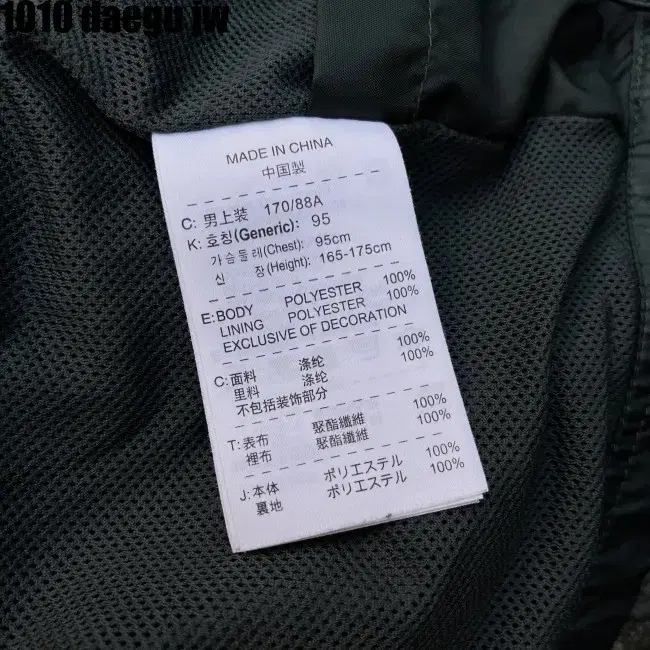 1010 daegu jw
MADE IN CHINA
中国製
C: 男上装 170/88A
K: 호칭(Generic): 95
가슴둘레(Chest): 95cm
신 장(Height): 165-175cm
E: BODY POLYESTER 100%
LINING POLYESTER 100%
EXCLUSIVE OF DECORATION
C: 面料 涤纶 100%
里料 涤纶 100%
不包括装饰部分
T: 表布 聚酯纖維 100%
裡布 聚酯纖維 100%
J: 本体 ポリエステル 100%
裏地 ポリエステル 100%